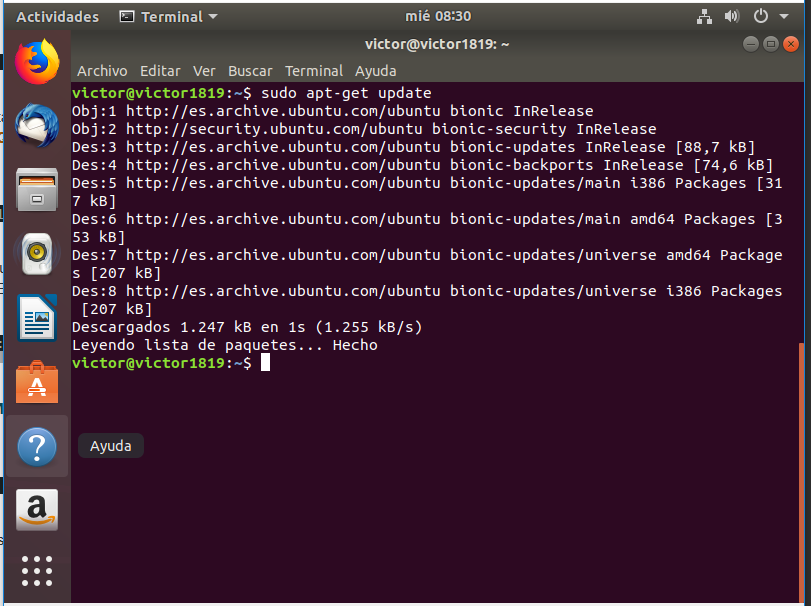 Actividades Terminal mié 08:30
victor@victor1819: ~
Archivo Editar Ver Buscar Terminal Ayuda
victor@victor1819:~$ sudo apt-get update
Obj:1 http://es.archive.ubuntu.com/ubuntu bionic InRelease
Obj:2 http://security.ubuntu.com/ubuntu bionic-security InRelease
Des:3 http://es.archive.ubuntu.com/ubuntu bionic-updates InRelease [88,7 kB]
Des:4 http://es.archive.ubuntu.com/ubuntu bionic-backports InRelease [74,6 kB]
Des:5 http://es.archive.ubuntu.com/ubuntu bionic-updates/main i386 Packages [31
7 kB]
Des:6 http://es.archive.ubuntu.com/ubuntu bionic-updates/main amd64 Packages [3
53 kB]
Des:7 http://es.archive.ubuntu.com/ubuntu bionic-updates/universe amd64 Package
s [207 kB]
Des:8 http://es.archive.ubuntu.com/ubuntu bionic-updates/universe i386 Packages
 [207 kB]
Descargados 1.247 kB en 1s (1.255 kB/s)
Leyendo lista de paquetes... Hecho
victor@victor1819:~$
Ayuda